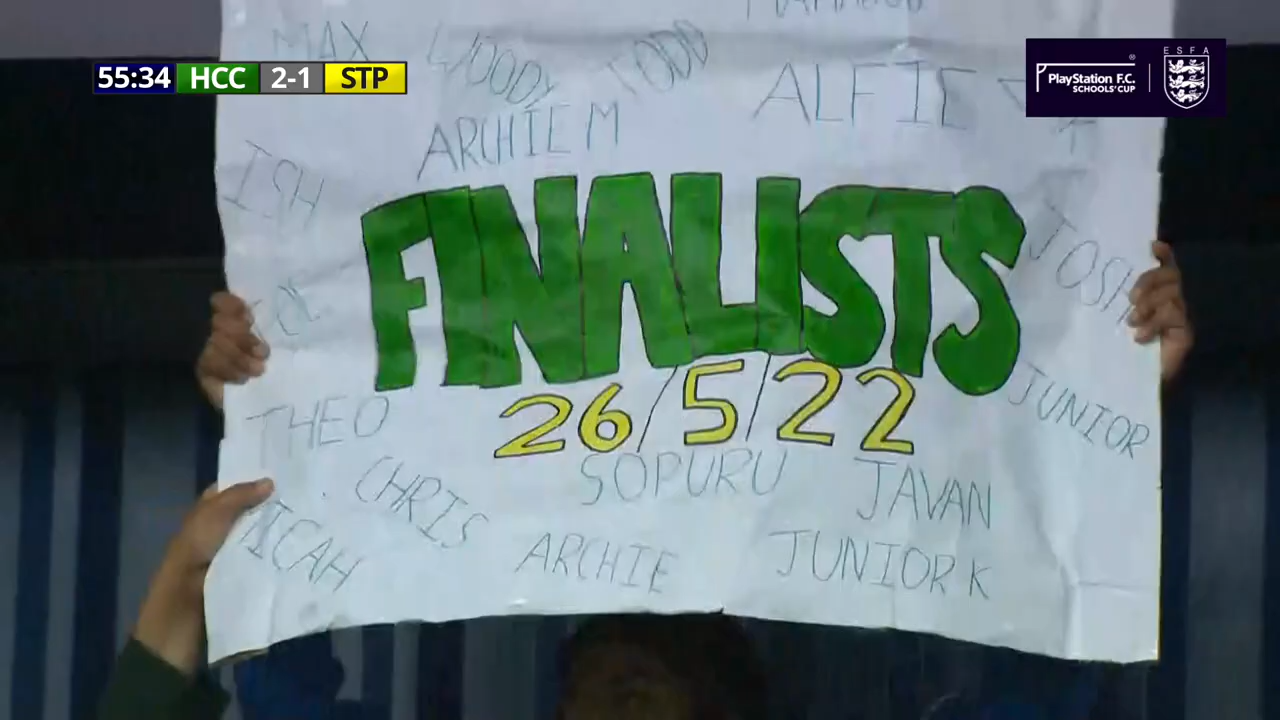 MAX
WOODY
TODD
55:34 HCC 2-1 STP
ESFA
PlayStation F.C.
SCHOOLS' CUP
ALFIE
ARCHIE M
ISH
FINALISTS
JOSH
26/5/22
JUNIOR
THEO
SOPURU
JAVAN
CHRIS
MICAH
ARCHIE
JUNIOR K